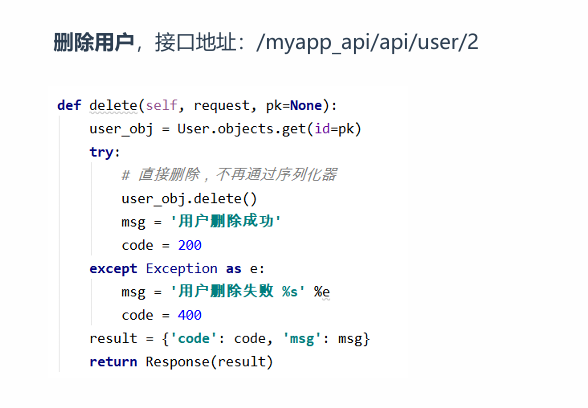 删除用户，接口地址：/myapp_api/api/user/2
def delete(self, request, pk=None):
    user_obj = User.objects.get(id=pk)
    try:
        # 直接删除，不再通过序列化器
        user_obj.delete()
        msg = '用户删除成功'
        code = 200
    except Exception as e:
        msg = '用户删除失败 %s' %e
        code = 400
    result = {'code': code, 'msg': msg}
    return Response(result)